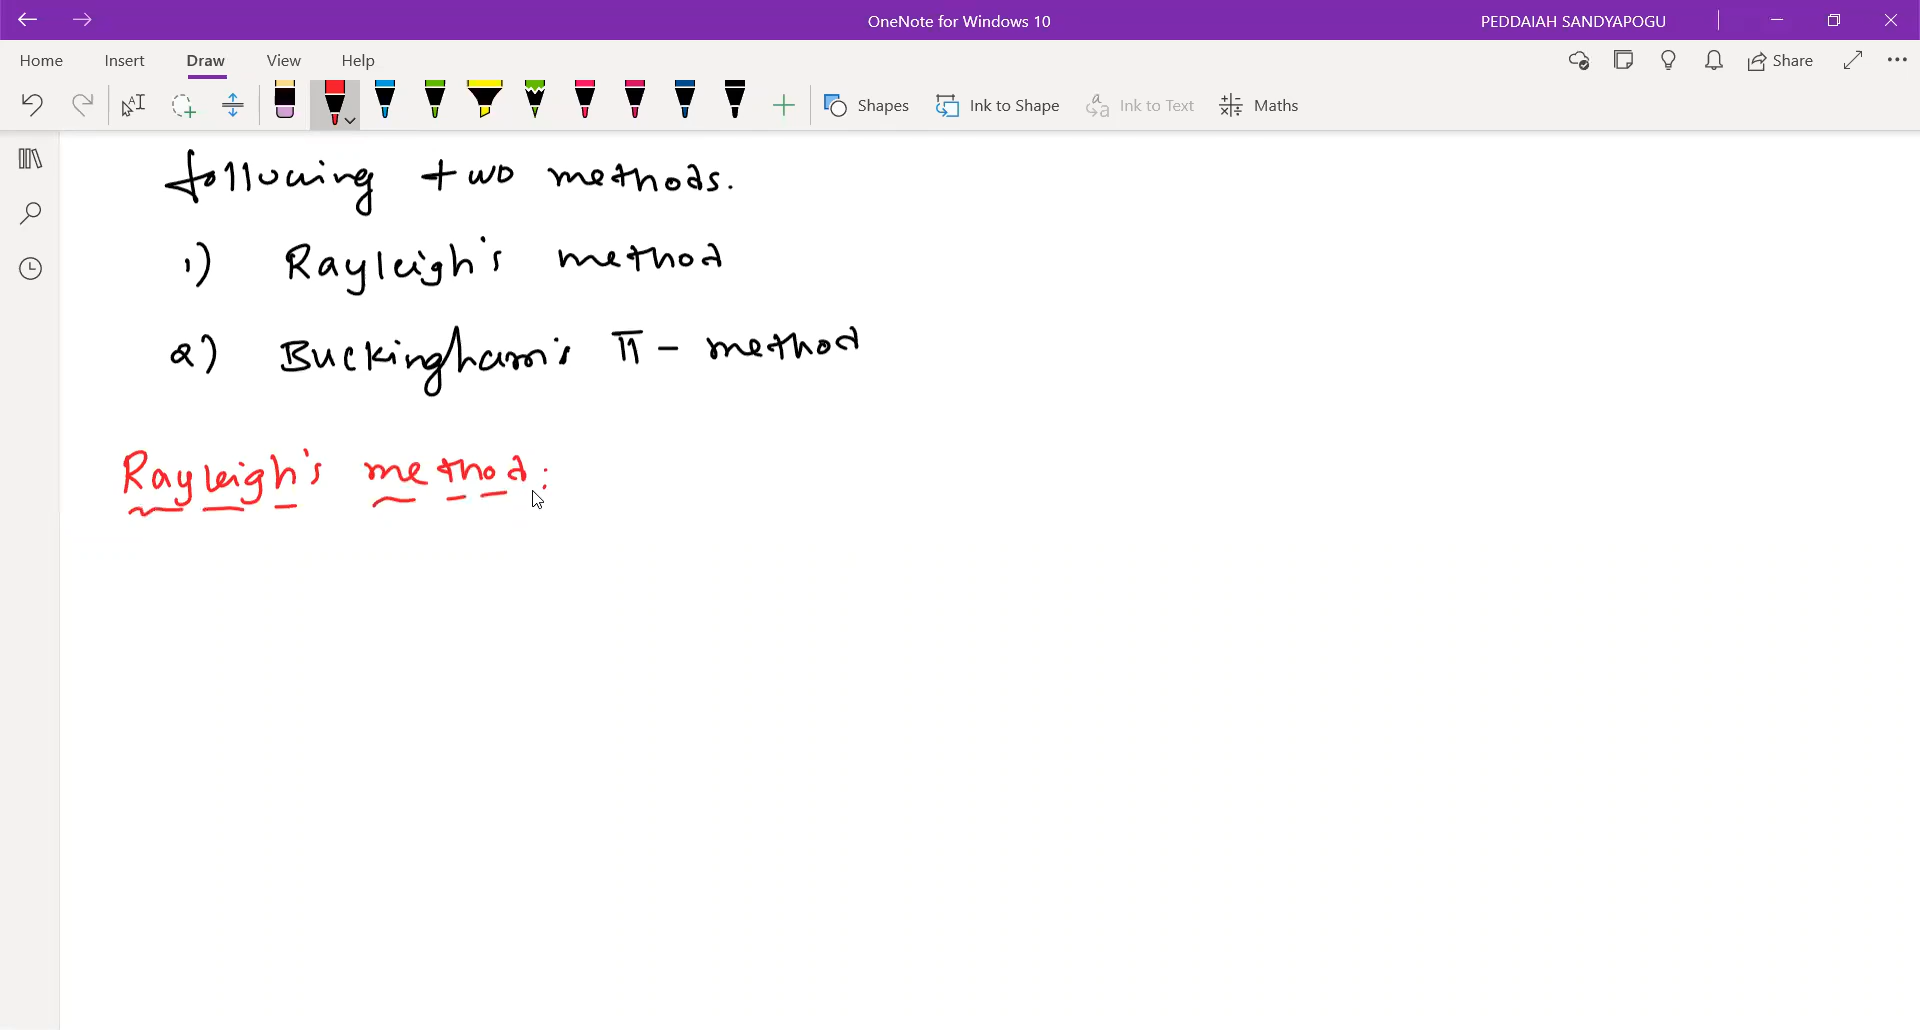 OneNote for Windows 10
PEDDAIAH SANDYAPOGU
Home Insert Draw View Help
Share
Shapes Ink to Shape Ink to Text Maths
following two methods.
1) Rayleigh's method
2) Buckingham's π - method
Rayleigh's method: